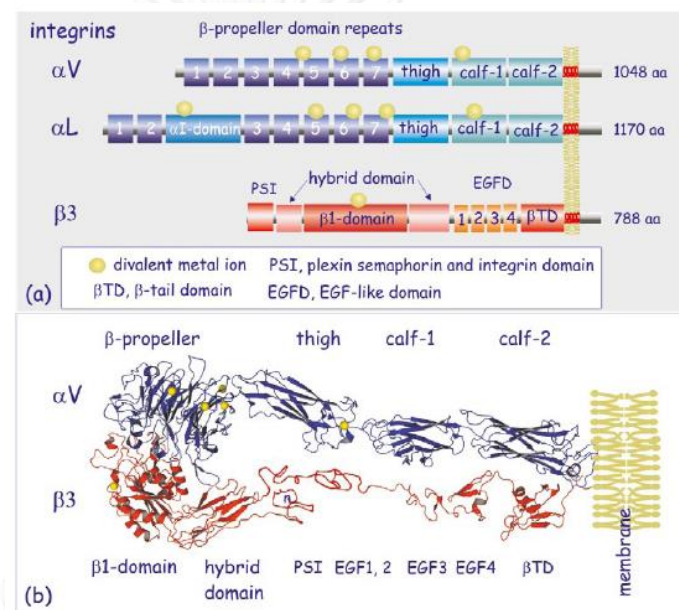 integrins
β-propeller domain repeats
αV
1 2 3 4 5 6 7 thigh calf-1 calf-2
1048 aa
αL
1 2 αI-domain 3 4 5 6 7 thigh calf-1 calf-2
1170 aa
PSI hybrid domain EGFD
β3
β1-domain 1 2 3 4 βTD
788 aa
divalent metal ion PSI, plexin semaphorin and integrin domain
βTD, β-tail domain EGFD, EGF-like domain
(a)
β-propeller thigh calf-1 calf-2
αV
β3
membrane
β1-domain hybrid domain PSI EGF1, 2 EGF3 EGF4 βTD
(b)